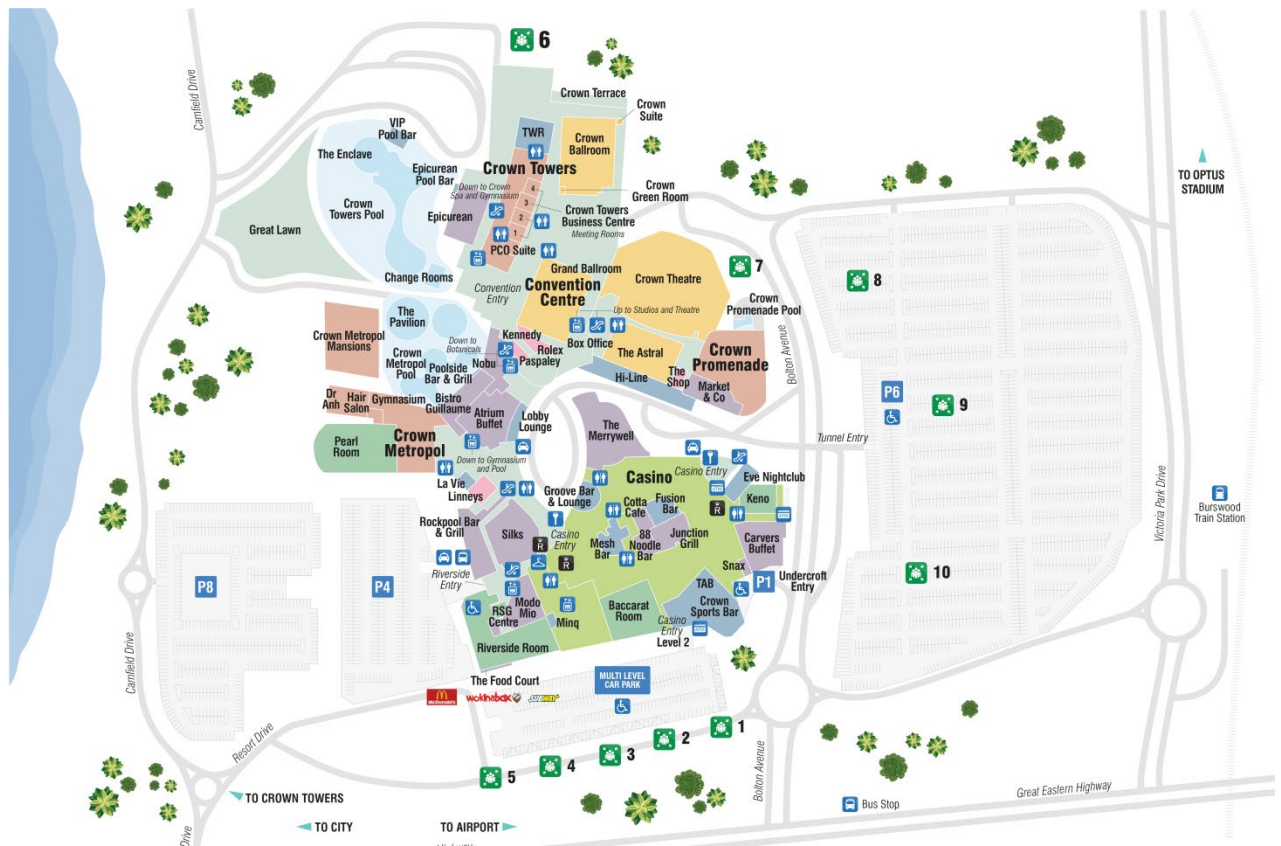 6
Crown Terrace
Crown
Suite
Camfield Drive
VIP
Pool Bar
TWR
Crown
Ballroom
The Enclave
Crown Towers
Epicurean
Pool Bar
Down to Crown
Spa and Gymnasium
4
3
2
1
Crown
Green Room
TO OPTUS
STADIUM
Crown
Towers Pool
Epicurean
Crown Towers
Business Centre
Meeting Rooms
Great Lawn
PCO Suite
Change Rooms
Grand Ballroom
Convention
Centre
Convention
Entry
Crown Theatre
7
8
Up to Studios and Theatre
Crown
Promenade Pool
The
Pavilion
Crown Metropol
Mansions
Down to
Botanicals
Kennedy
Rolex
Paspaley
Box Office
The Astral
Crown
Promenade
Bolton Avenue
Crown
Metropol
Pool
Nobu
Poolside
Bar & Grill
Hi-Line
The
Shop
Market
& Co
P6
9
Dr
Anh
Hair
Salon
Gymnasium
Bistro
Guillaume
Atrium
Buffet
Lobby
Lounge
The
Merrywell
Tunnel Entry
Pearl
Room
Crown
Metropol
Down to Gymnasium
and Pool
Casino
Casino Entry
Eve Nightclub
Victoria Park Drive
Burswood
Train Station
La Vie
Linneys
Groove Bar
& Lounge
Cotta
Cafe
Fusion
Bar
Keno
Rockpool Bar
& Grill
Silks
Casino
Entry
R
R
R
Mesh
Bar
88
Noodle
Bar
Junction
Grill
Carvers
Buffet
Snax
10
P8
P4
Riverside
Entry
TAB
P1
Undercroft
Entry
RSG
Centre
Modo
Mio
Minq
Baccarat
Room
Crown
Sports Bar
Casino
Entry
Level 2
Riverside Room
Camfield Drive
The Food Court
McDonald's
wokinabox
SUBWAY
MULTI LEVEL
CAR PARK
Resort Drive
1
2
3
4
5
Bolton Avenue
TO CROWN TOWERS
Bus Stop
Great Eastern Highway
TO CITY
TO AIRPORT
Drive